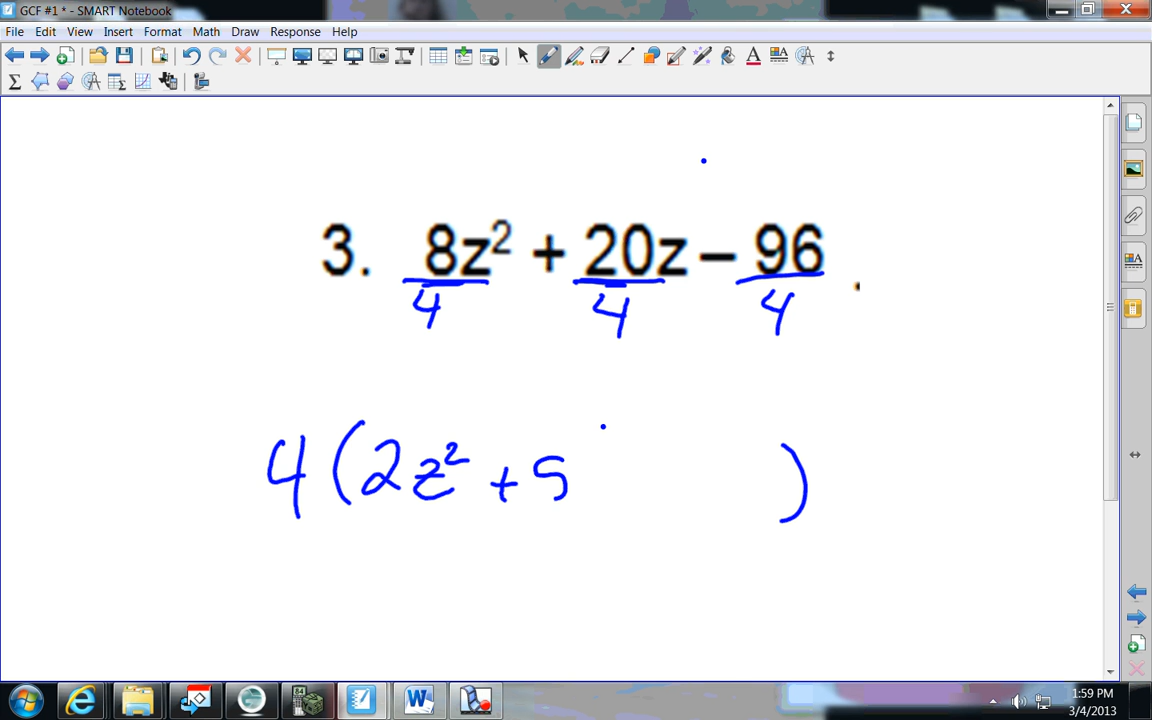 GCF #1 * - SMART Notebook
File Edit View Insert Format Math Draw Response Help
3. 8z² + 20z – 96 .
4 4 4
4 ( 2z² + 5 )
1:59 PM
3/4/2013